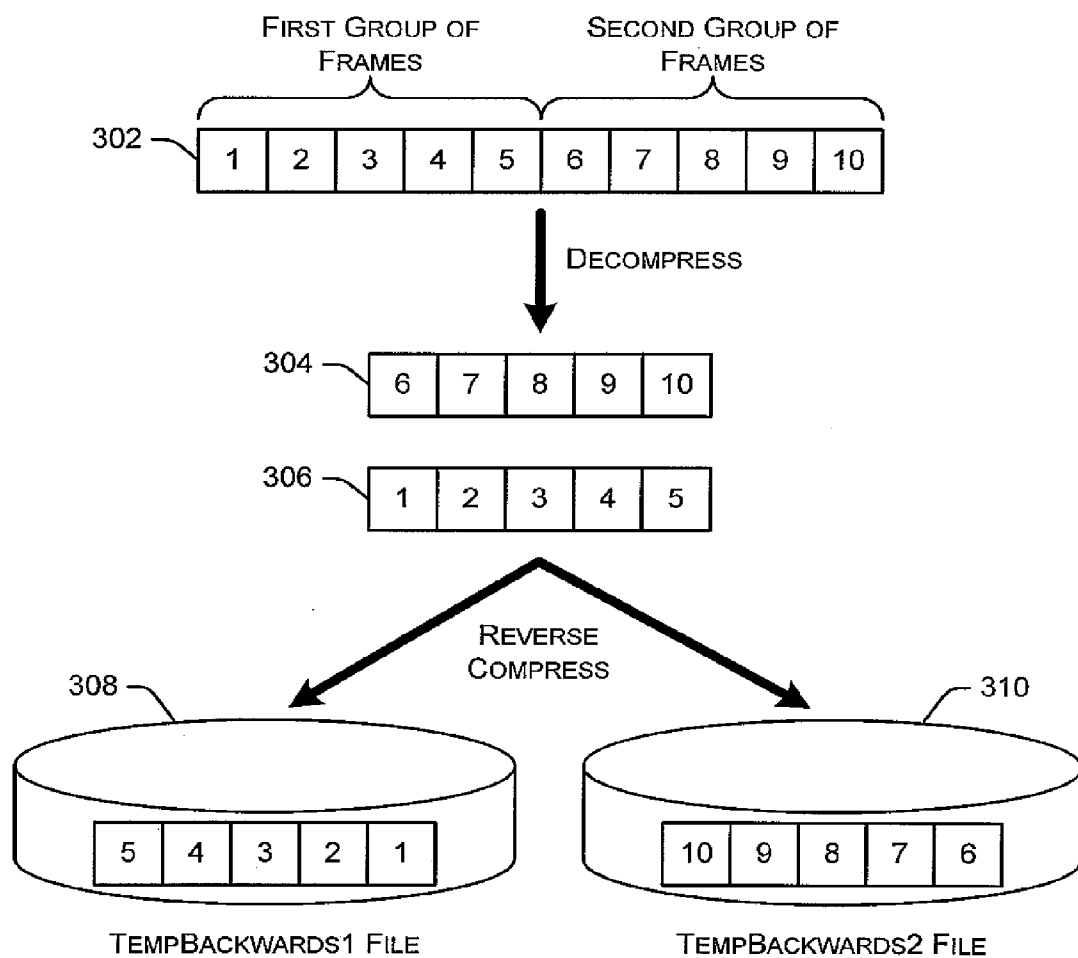 FIRST GROUP OF
FRAMES
SECOND GROUP OF
FRAMES
302
1 2 3 4 5 6 7 8 9 10
DECOMPRESS
304
6 7 8 9 10
306
1 2 3 4 5
REVERSE
COMPRESS
308
310
5 4 3 2 1
10 9 8 7 6
TEMPBACKWARDS1 FILE
TEMPBACKWARDS2 FILE